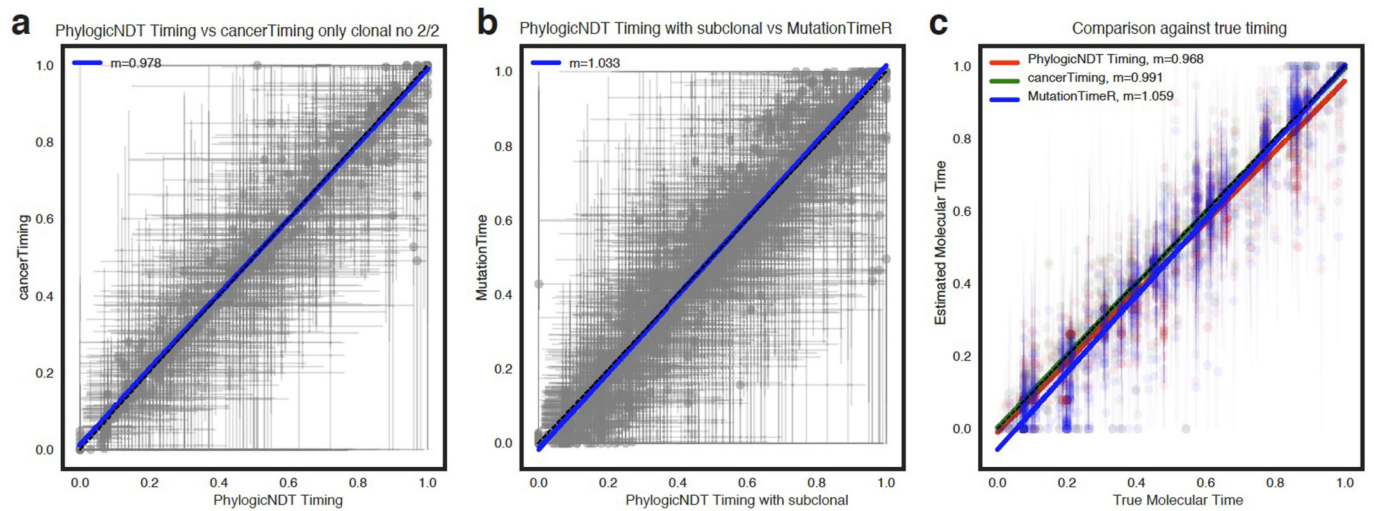 a
PhylogicNDT Timing vs cancerTiming only clonal no 2/2
m=0.978
1.0
0.8
0.6
0.4
0.2
0.0
cancerTiming
0.0 0.2 0.4 0.6 0.8 1.0
PhylogicNDT Timing
b
PhylogicNDT Timing with subclonal vs MutationTimeR
m=1.033
1.0
0.8
0.6
0.4
0.2
0.0
MutationTime
0.0 0.2 0.4 0.6 0.8 1.0
PhylogicNDT Timing with subclonal
c
Comparison against true timing
PhylogicNDT Timing, m=0.968
cancerTiming, m=0.991
MutationTimeR, m=1.059
1.0
0.8
0.6
0.4
0.2
0.0
Estimated Molecular Time
0.0 0.2 0.4 0.6 0.8 1.0
True Molecular Time